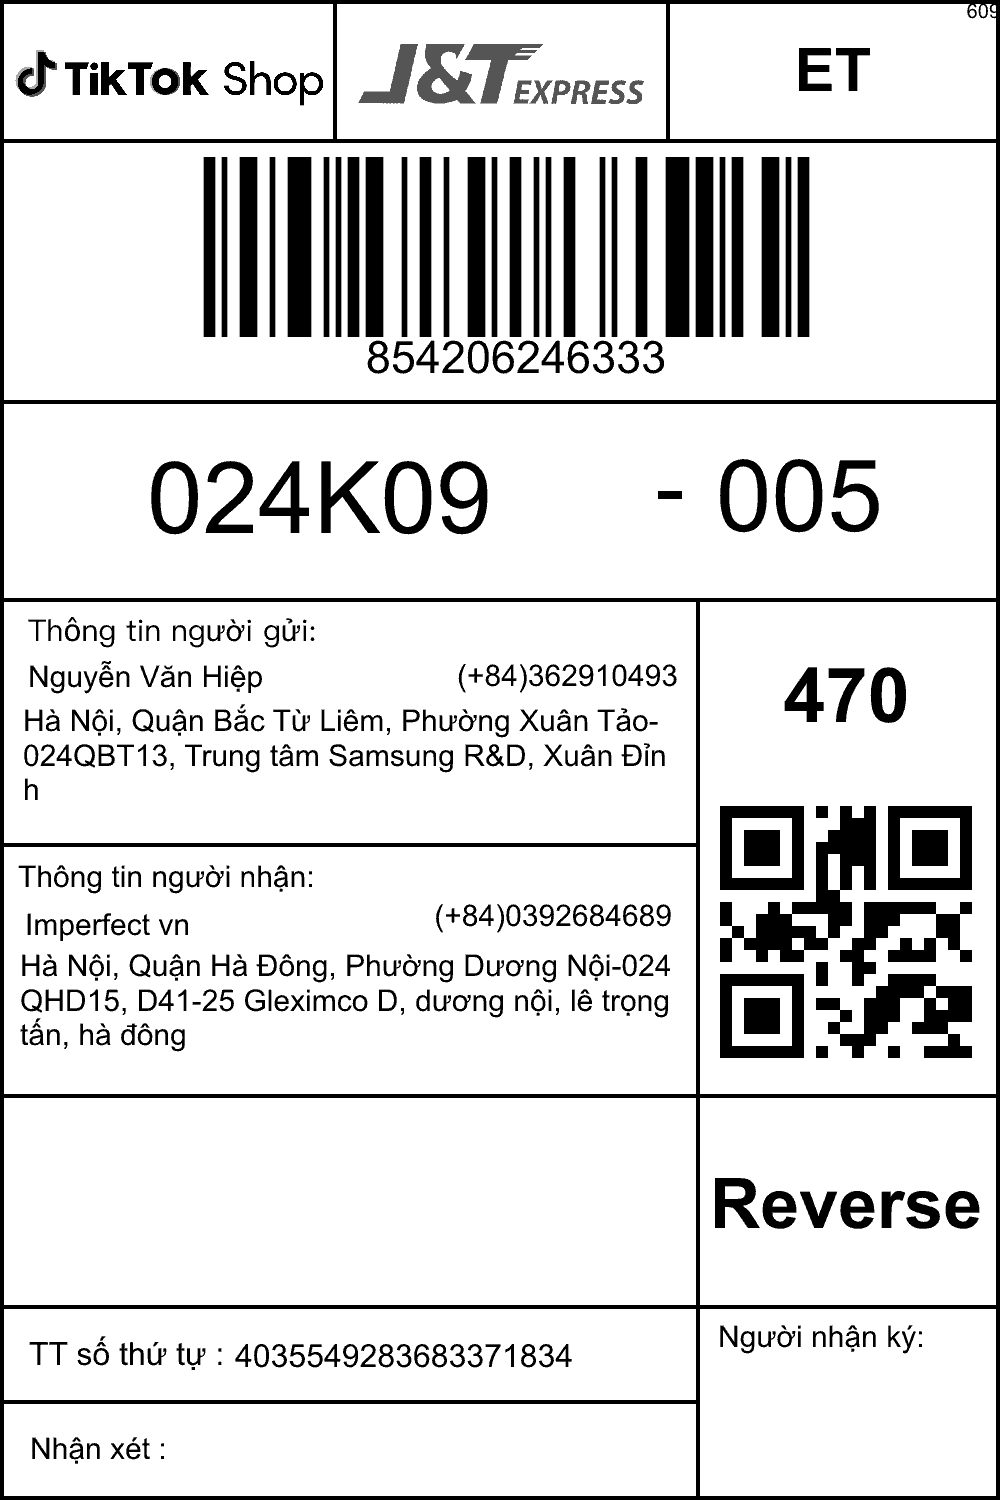 609
TikTok Shop
J&T EXPRESS
ET
854206246333
024K09 - 005
Thông tin người gửi:
Nguyễn Văn Hiệp (+84)362910493
Hà Nội, Quận Bắc Từ Liêm, Phường Xuân Tảo-
024QBT13, Trung tâm Samsung R&D, Xuân Đỉn
h
470
Thông tin người nhận:
Imperfect vn (+84)0392684689
Hà Nội, Quận Hà Đông, Phường Dương Nội-024
QHD15, D41-25 Gleximco D, dương nội, lê trọng
tấn, hà đông
Reverse
TT số thứ tự : 4035549283683371834
Người nhận ký:
Nhận xét :